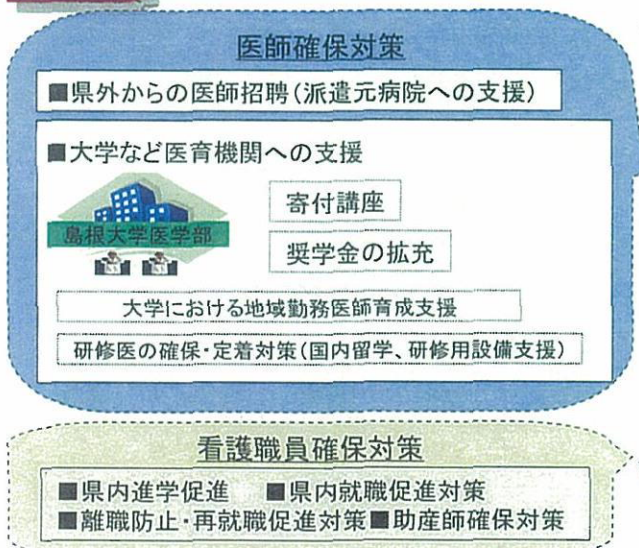 医師確保対策
■県外からの医師招聘(派遣元病院への支援)
■大学など医育機関への支援
島根大学医学部
寄付講座
奨学金の拡充
大学における地域勤務医師育成支援
研修医の確保・定着対策(国内留学、研修用設備支援)
看護職員確保対策
■県内進学促進 ■県内就職促進対策
■離職防止・再就職促進対策■助産師確保対策